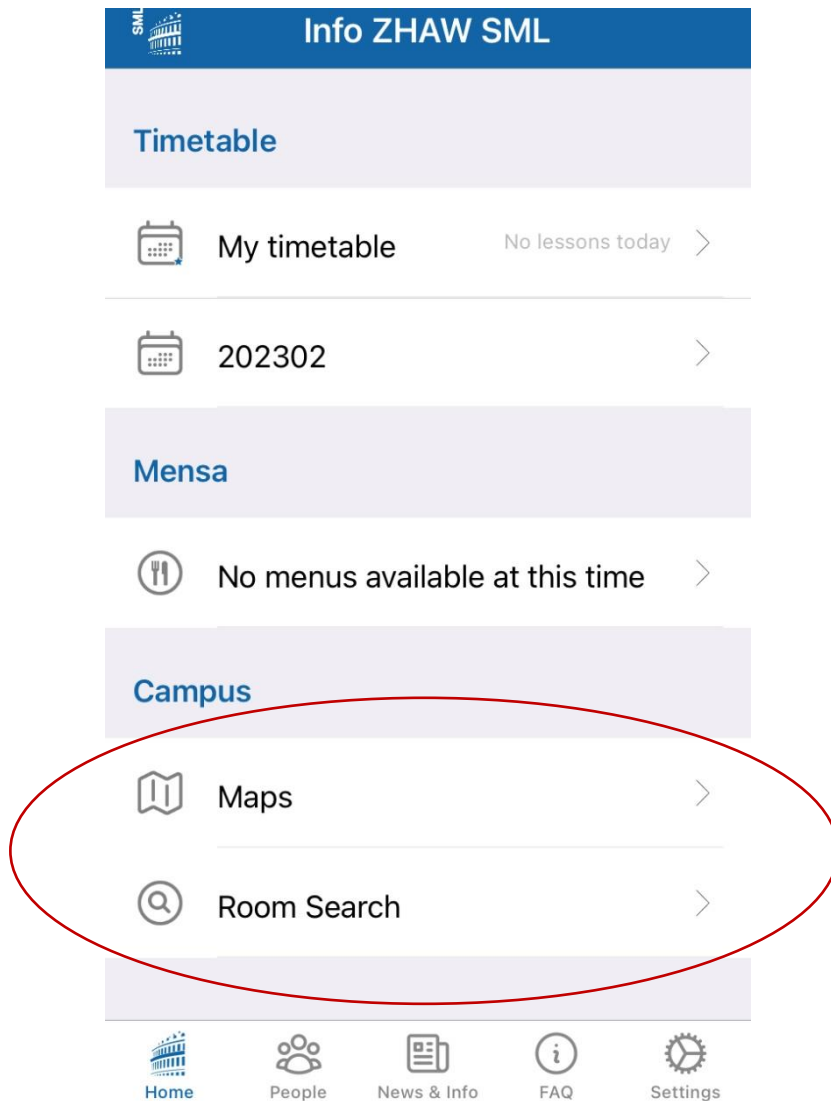 SML
Info ZHAW SML
Timetable
My timetable No lessons today
202302
Mensa
No menus available at this time
Campus
Maps
Room Search
Home People News & Info FAQ Settings